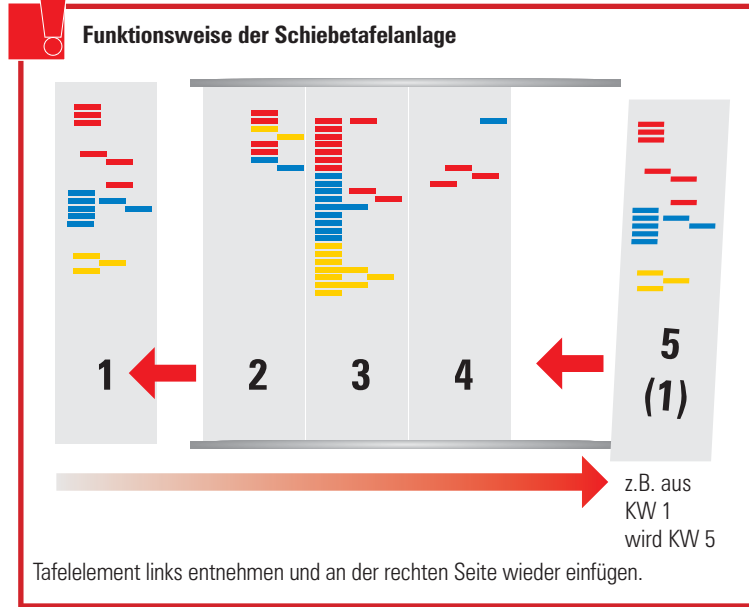 Funktionsweise der Schiebetafelanlage
1 2 3 4 5
(1)
z.B. aus
KW 1
wird KW 5
Tafelelement links entnehmen und an der rechten Seite wieder einfügen.